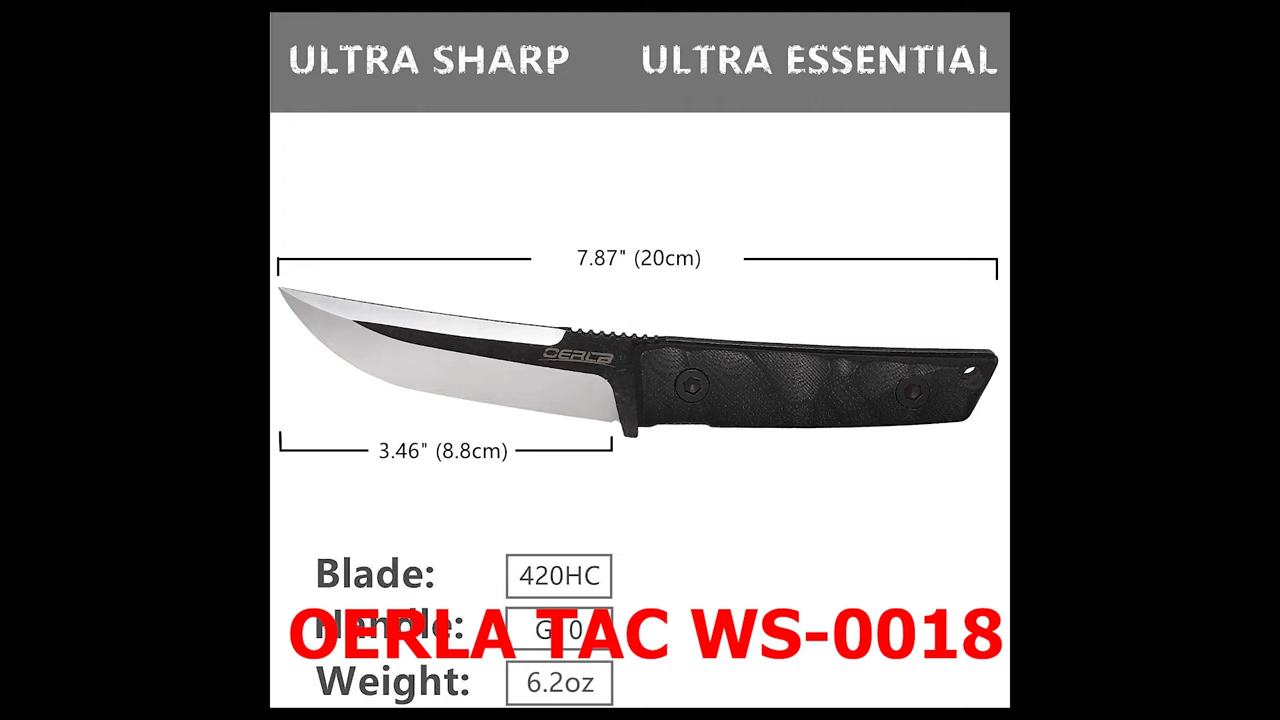 ULTRA SHARP ULTRA ESSENTIAL
7.87" (20cm)
OERLA
3.46" (8.8cm)
Blade: 420HC
OERLA TAC WS-0018
Weight: 6.2oz